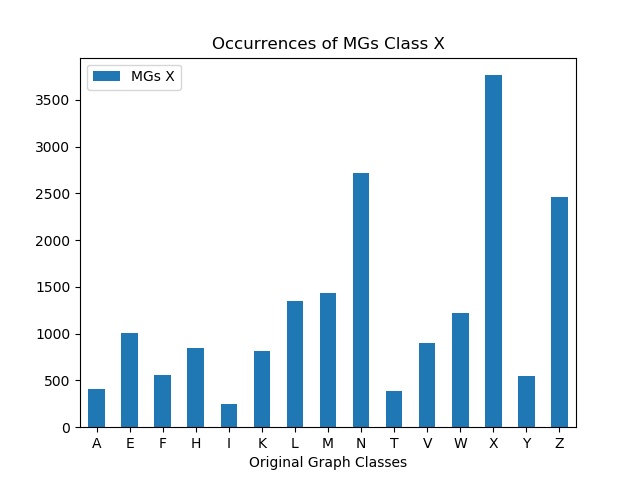 Occurrences of MGs Class X
MGs X
3500
3000
2500
2000
1500
1000
500
0
A E F H I K L M N T V W X Y Z
Original Graph Classes